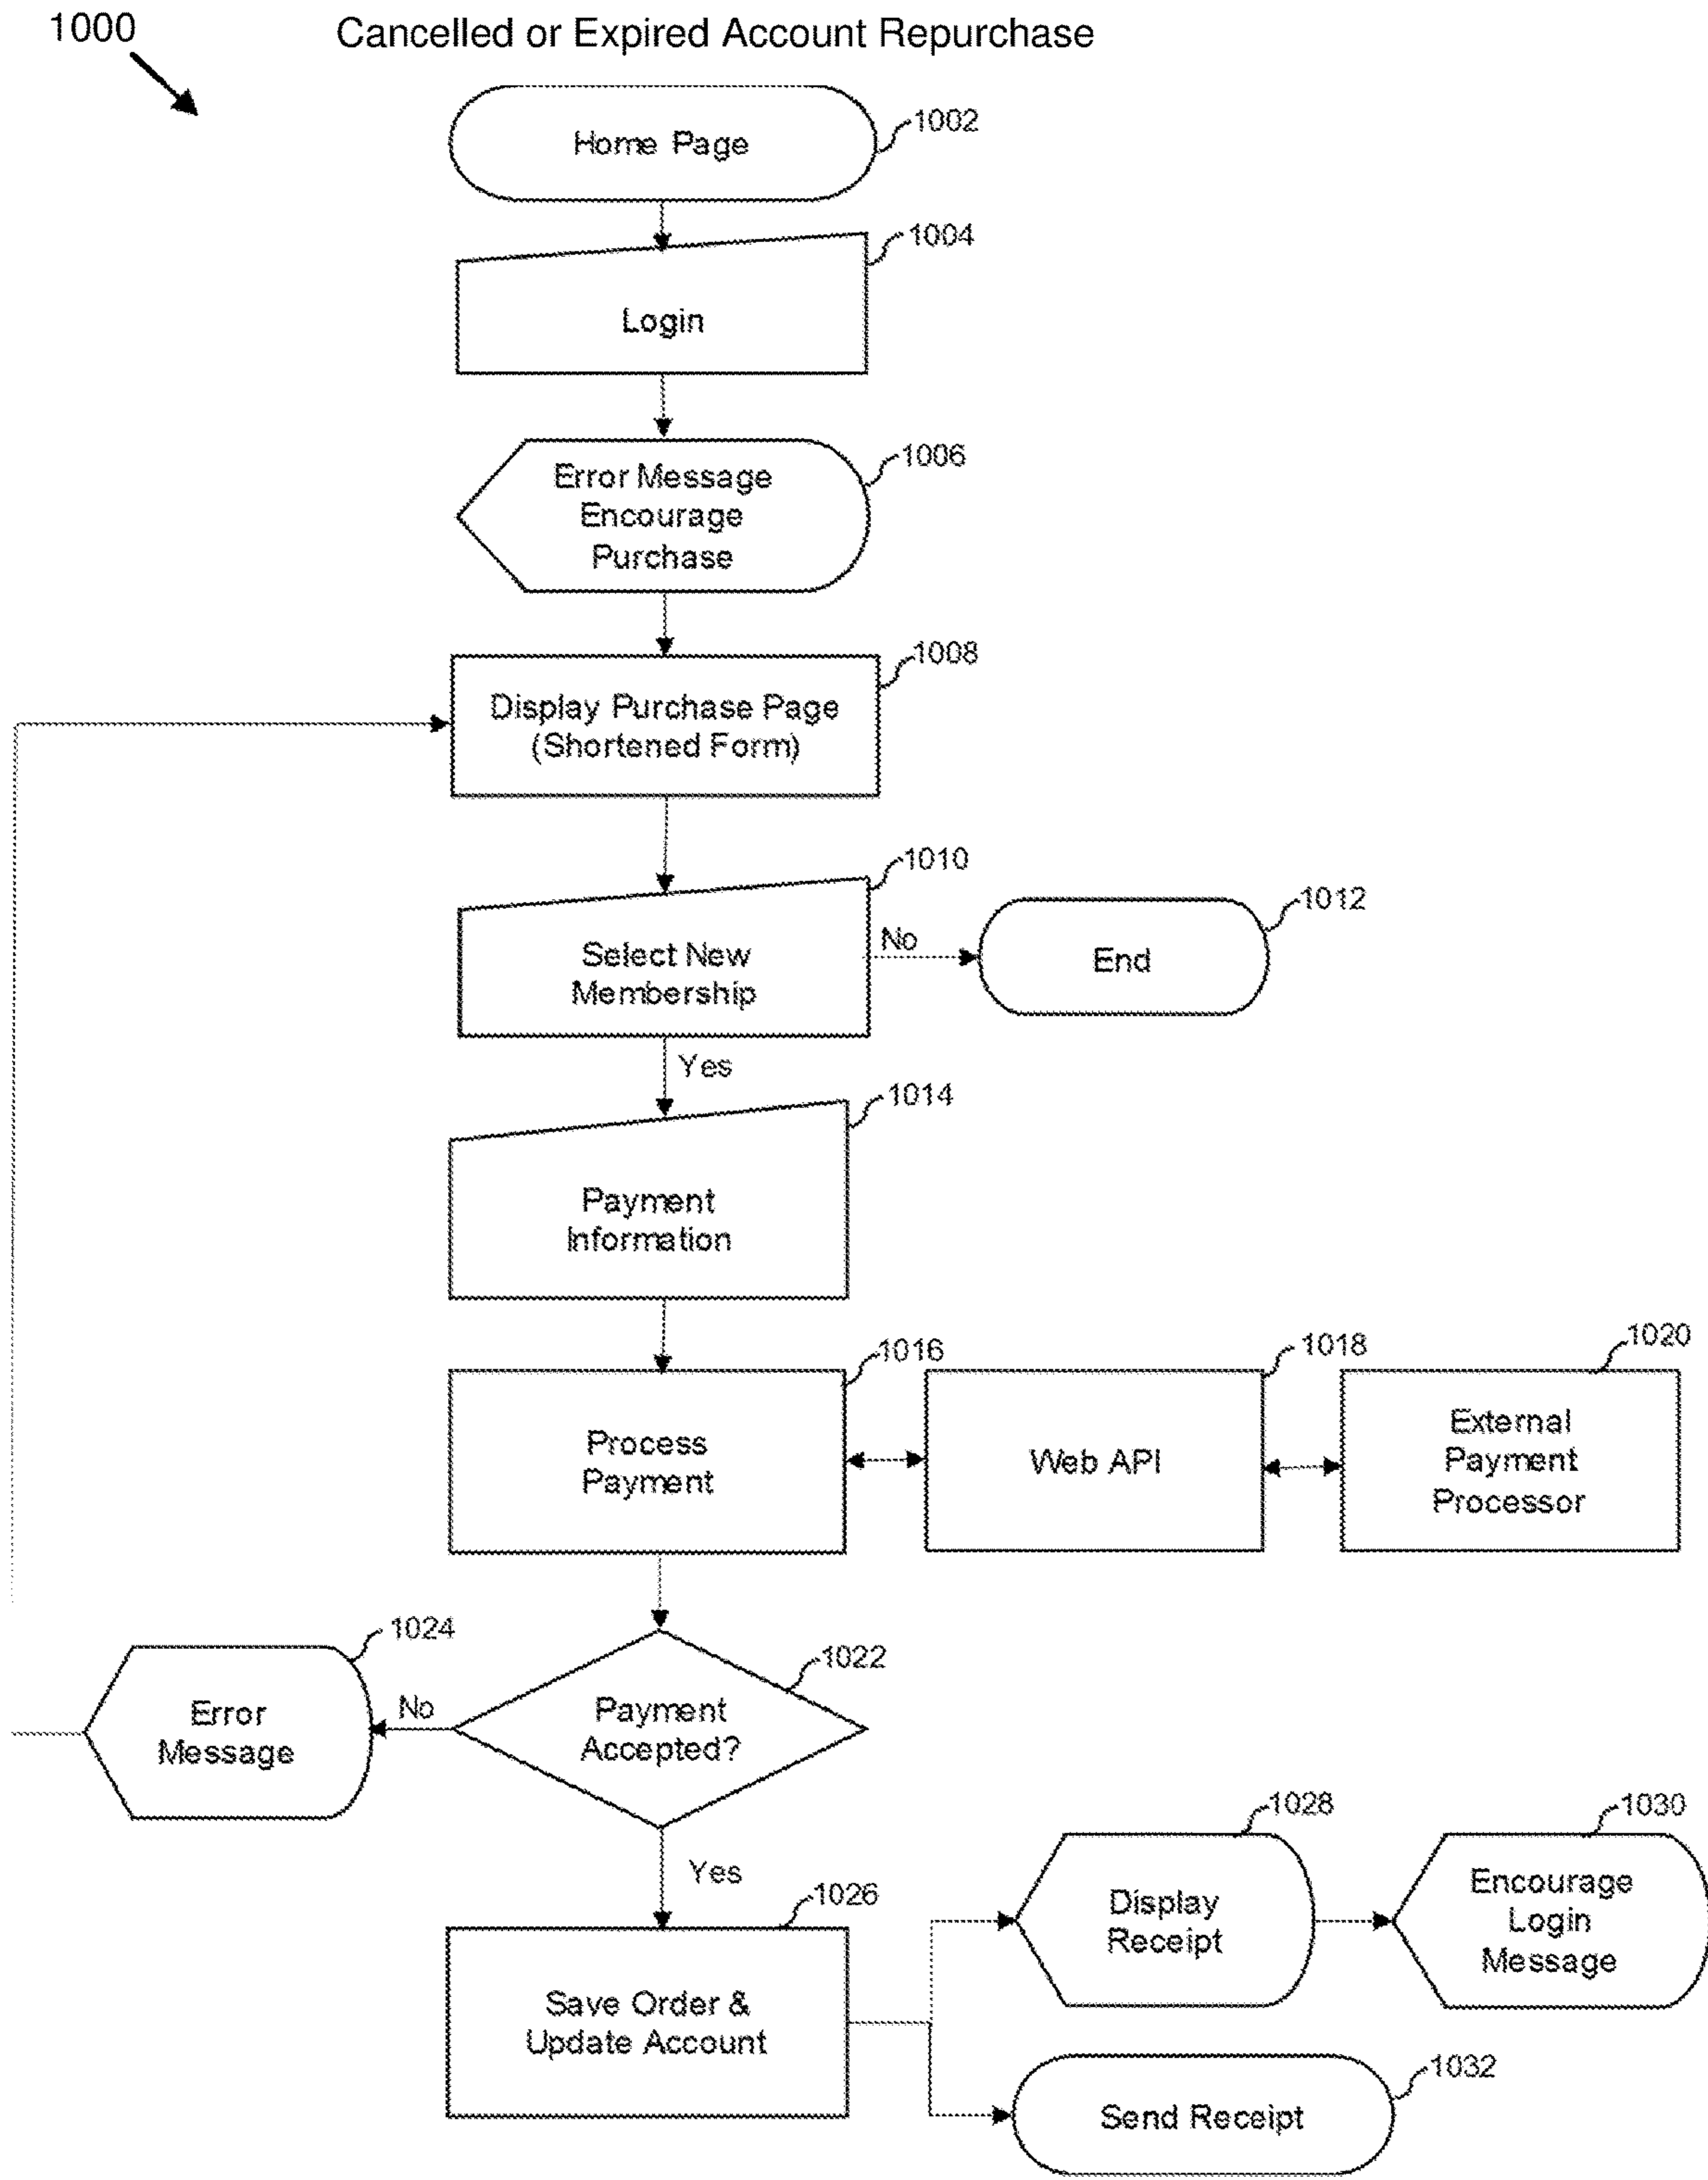 1000
Cancelled or Expired Account Repurchase
Home Page
1002
1004
Login
1006
Error Message
Encourage
Purchase
1008
Display Purchase Page
(Shortened Form)
1010
Select New
Membership
No
1012
End
Yes
1014
Payment
Information
1016
Process
Payment
1018
Web API
1020
External
Payment
Processor
1022
Payment
Accepted?
No
1024
Error
Message
Yes
1026
Save Order &
Update Account
1028
Display
Receipt
1030
Encourage
Login
Message
1032
Send Receipt